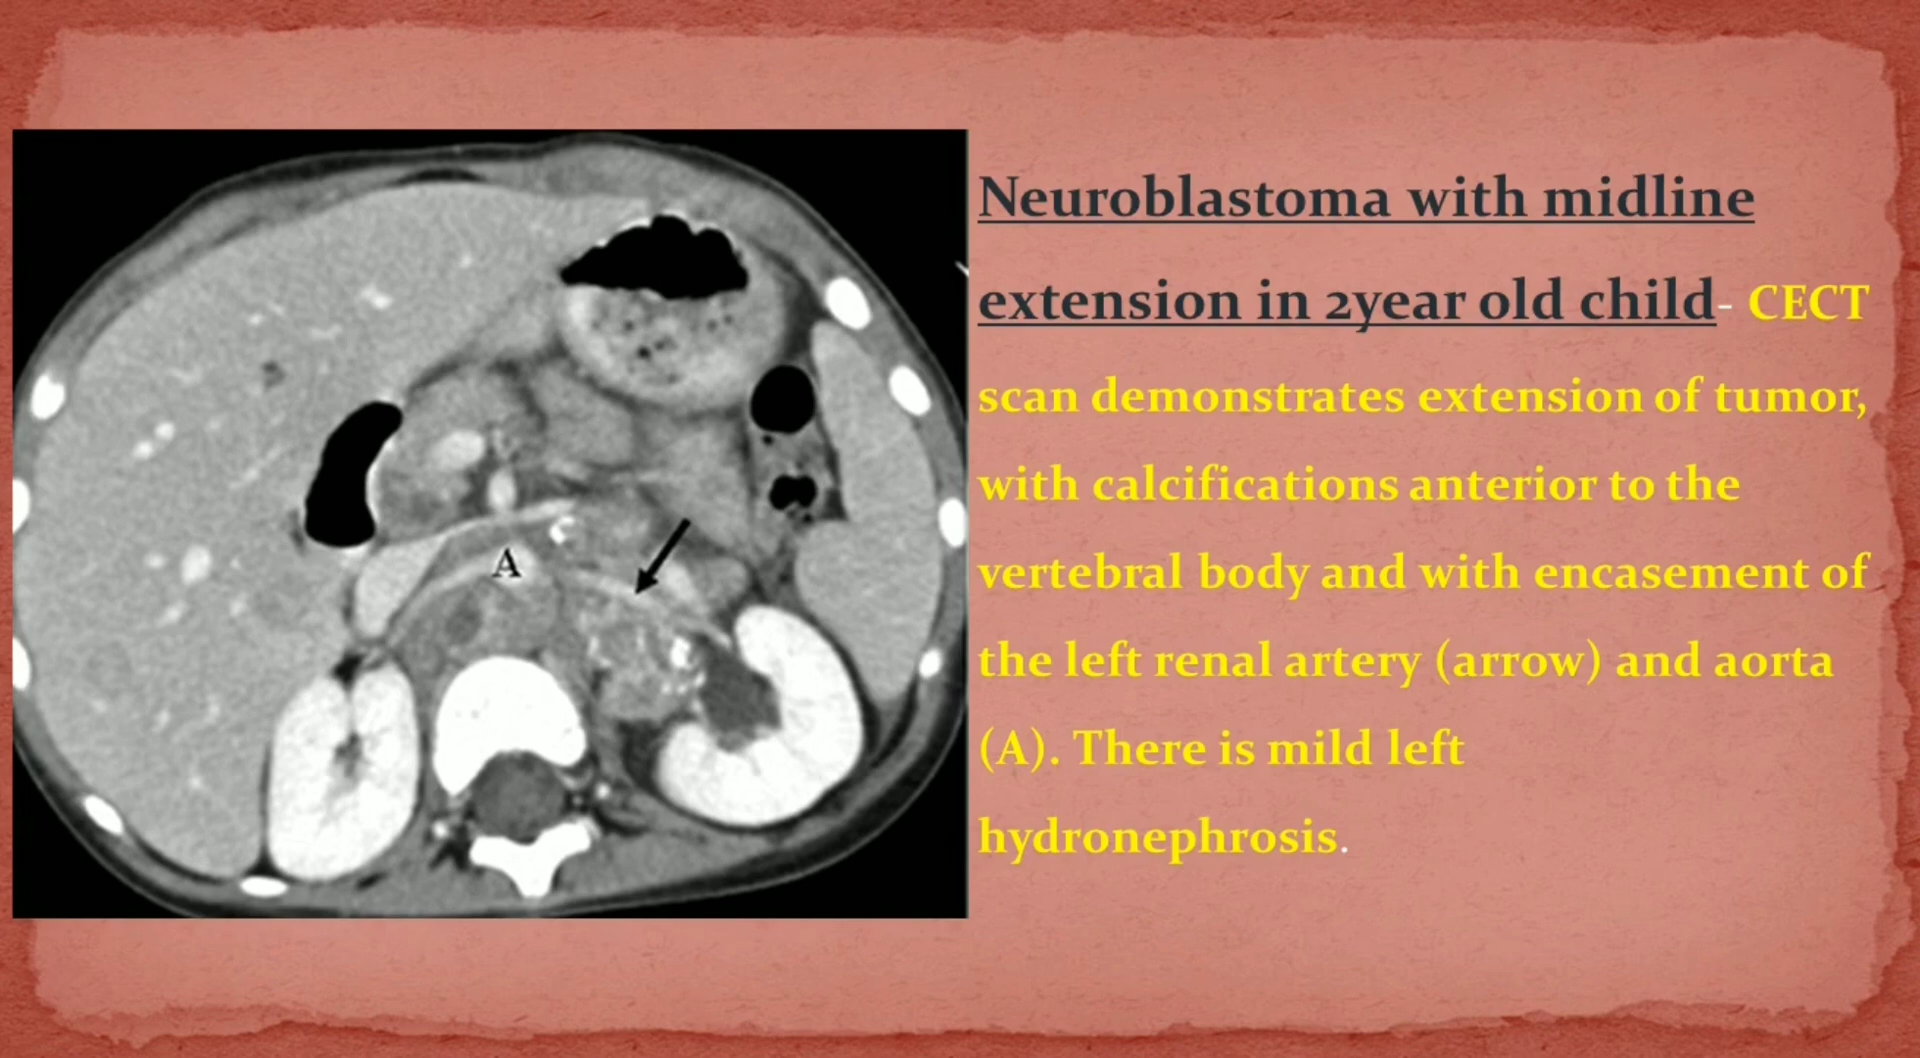 Neuroblastoma with midline
extension in 2year old child- CECT
scan demonstrates extension of tumor,
with calcifications anterior to the
vertebral body and with encasement of
the left renal artery (arrow) and aorta
(A). There is mild left
hydronephrosis.
A